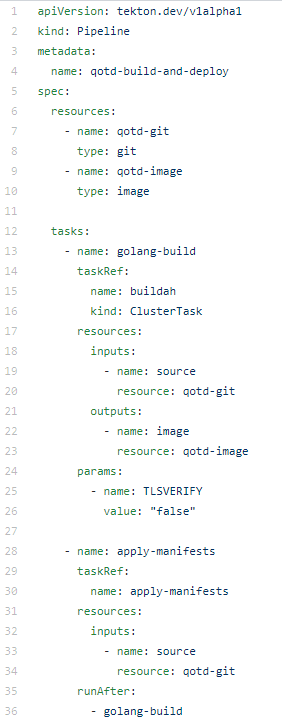 1 apiVersion: tekton.dev/v1alpha1
2 kind: Pipeline
3 metadata:
4   name: qotd-build-and-deploy
5 spec:
6   resources:
7     - name: qotd-git
8       type: git
9     - name: qotd-image
10       type: image
11
12   tasks:
13     - name: golang-build
14       taskRef:
15         name: buildah
16         kind: ClusterTask
17       resources:
18         inputs:
19           - name: source
20             resource: qotd-git
21         outputs:
22           - name: image
23             resource: qotd-image
24       params:
25         - name: TLSVERIFY
26           value: "false"
27
28     - name: apply-manifests
29       taskRef:
30         name: apply-manifests
31       resources:
32         inputs:
33           - name: source
34             resource: qotd-git
35       runAfter:
36         - golang-build